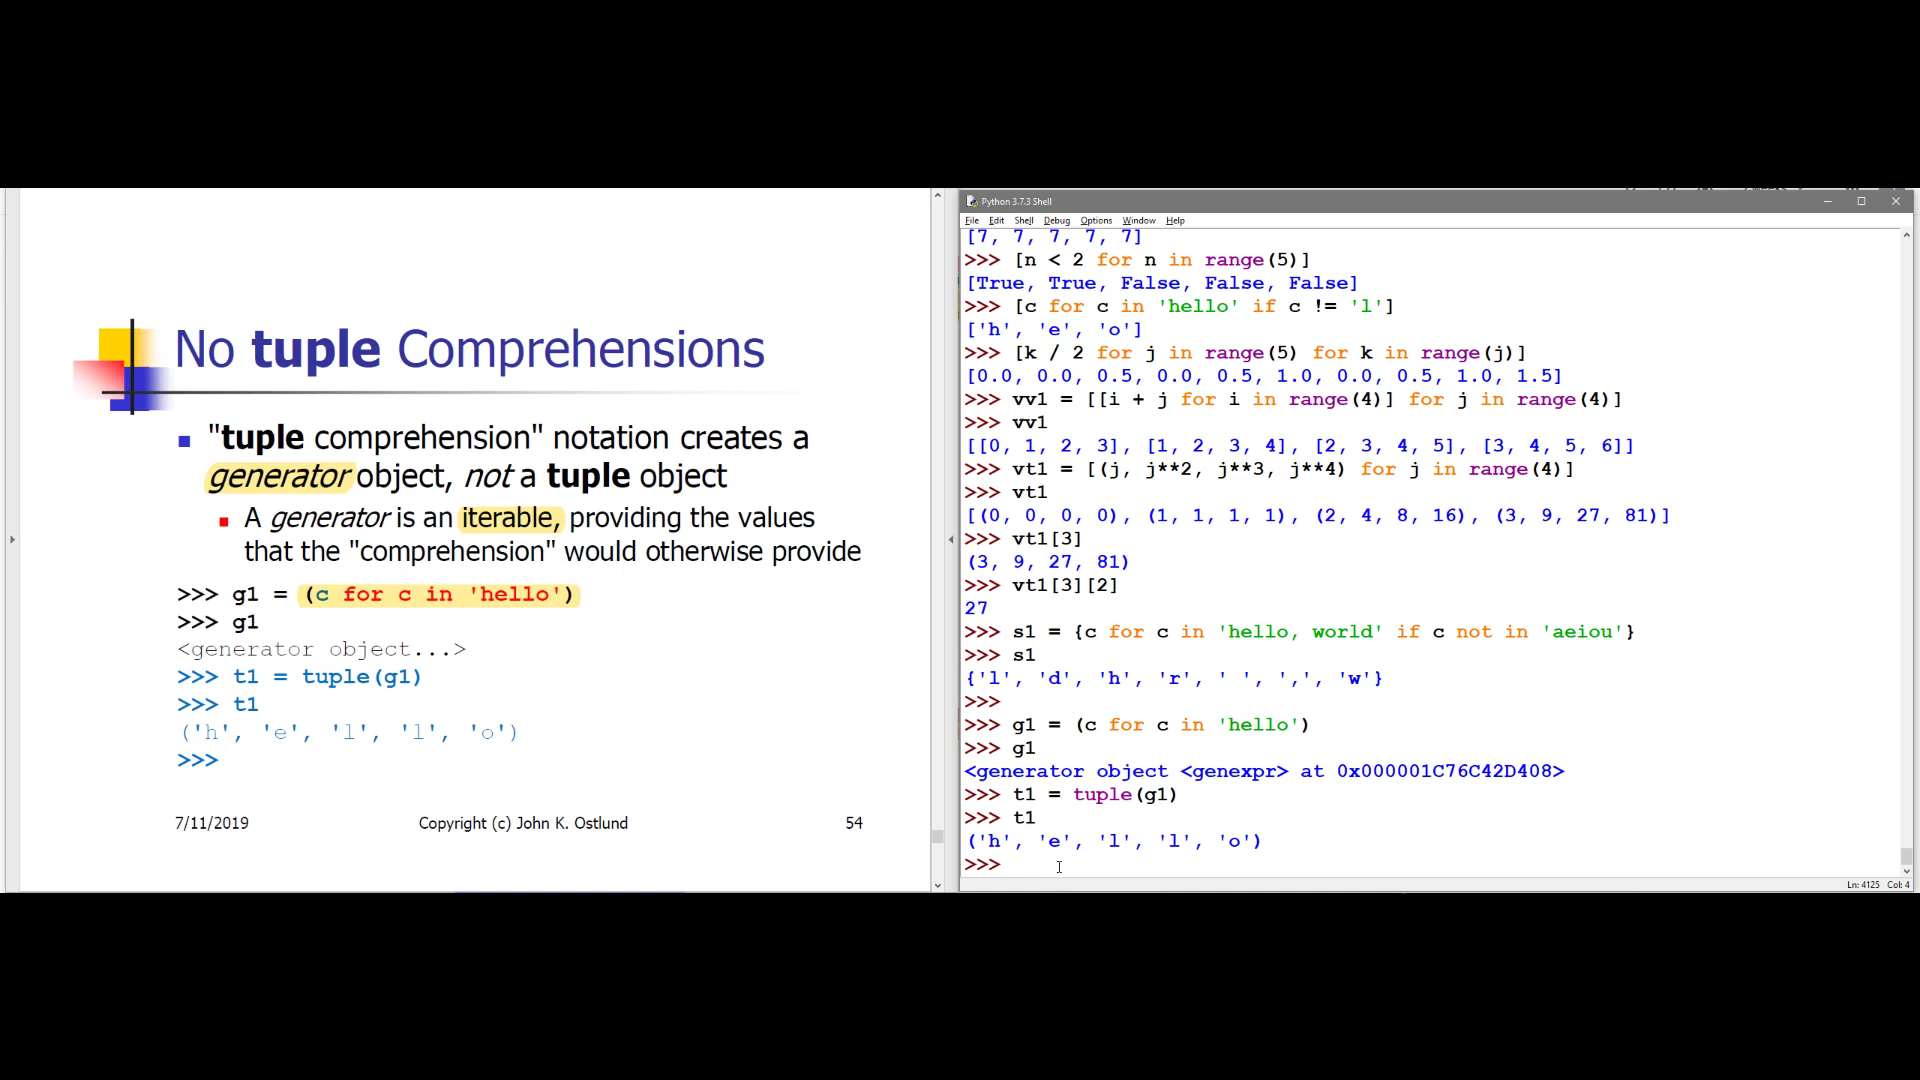 No tuple Comprehensions
"tuple comprehension" notation creates a
generator object, not a tuple object
A generator is an iterable, providing the values
that the "comprehension" would otherwise provide
>>> g1 = (c for c in 'hello')
>>> g1
<generator object...>
>>> t1 = tuple(g1)
>>> t1
('h', 'e', 'l', 'l', 'o')
>>>
7/11/2019 Copyright (c) John K. Ostlund 54
Python 3.7.3 Shell
File Edit Shell Debug Options Window Help
[7, 7, 7, 7, 7]
>>> [n < 2 for n in range(5)]
[True, True, False, False, False]
>>> [c for c in 'hello' if c != 'l']
['h', 'e', 'o']
>>> [k / 2 for j in range(5) for k in range(j)]
[0.0, 0.0, 0.5, 0.0, 0.5, 1.0, 0.0, 0.5, 1.0, 1.5]
>>> vv1 = [[i + j for i in range(4)] for j in range(4)]
>>> vv1
[[0, 1, 2, 3], [1, 2, 3, 4], [2, 3, 4, 5], [3, 4, 5, 6]]
>>> vt1 = [(j, j**2, j**3, j**4) for j in range(4)]
>>> vt1
[(0, 0, 0, 0), (1, 1, 1, 1), (2, 4, 8, 16), (3, 9, 27, 81)]
>>> vt1[3]
(3, 9, 27, 81)
>>> vt1[3][2]
27
>>> s1 = {c for c in 'hello, world' if c not in 'aeiou'}
>>> s1
{'l', 'd', 'h', 'r', ' ', ',', 'w'}
>>>
>>> g1 = (c for c in 'hello')
>>> g1
<generator object <genexpr> at 0x000001C76C42D408>
>>> t1 = tuple(g1)
>>> t1
('h', 'e', 'l', 'l', 'o')
>>>
Ln: 4125 Col: 4